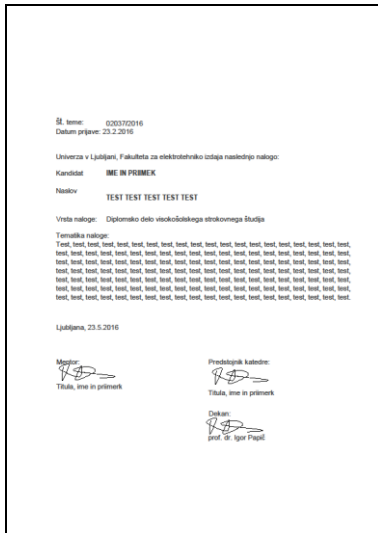 Št. teme: 02037/2016
Datum prijave: 23.2.2016
Univerza v Ljubljani, Fakulteta za elektrotehniko izdaja naslednjo nalogo:
Kandidat IME IN PRIIMEK
Naslov
TEST TEST TEST TEST TEST
Vrsta naloge: Diplomsko delo visokošolskega strokovnega študija
Tematika naloge:
Test, test, test, test, test, test, test, test, test, test, test, test, test, test, test, test, test, test, test, test,
test, test, test, test, test, test, test, test, test, test, test, test, test, test, test, test, test, test, test, test,
test, test, test, test, test, test, test, test, test, test, test, test, test, test, test, test, test, test, test, test,
test, test, test, test, test, test, test, test, test, test, test, test, test, test, test, test, test, test, test, test,
test, test, test, test, test, test, test, test, test, test, test, test, test, test, test, test, test, test, test, test,
test, test, test, test, test, test, test, test, test, test, test, test, test, test, test, test, test, test, test, test,
test, test, test, test, test, test, test, test, test, test, test, test, test, test, test, test, test, test, test, test.
Ljubljana, 23.5.2016
Mentor: Predstojnik katedre:
Titula, ime in priimerk
Titula, ime in priimerk
Dekan:
prof. dr. Igor Papič